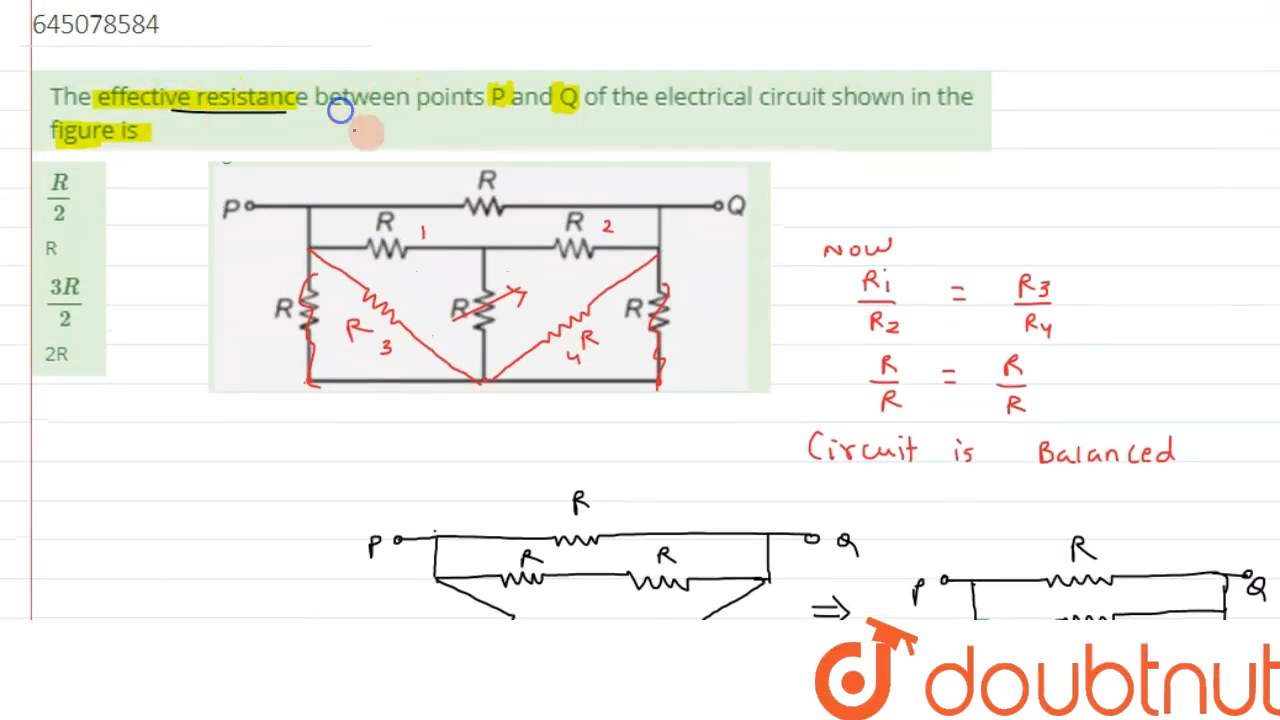 645078584
The effective resistance between points P and Q of the electrical circuit shown in the
figure is
R
2
R
3R
2
2R
R
P Q
R 1 R 2
R R 3 R R 4 R
NOW
R1 = R3
R2 R4
R = R
R R
Circuit is Balanced
R
P Q
R R
R
P Q
⇒
doubtnut